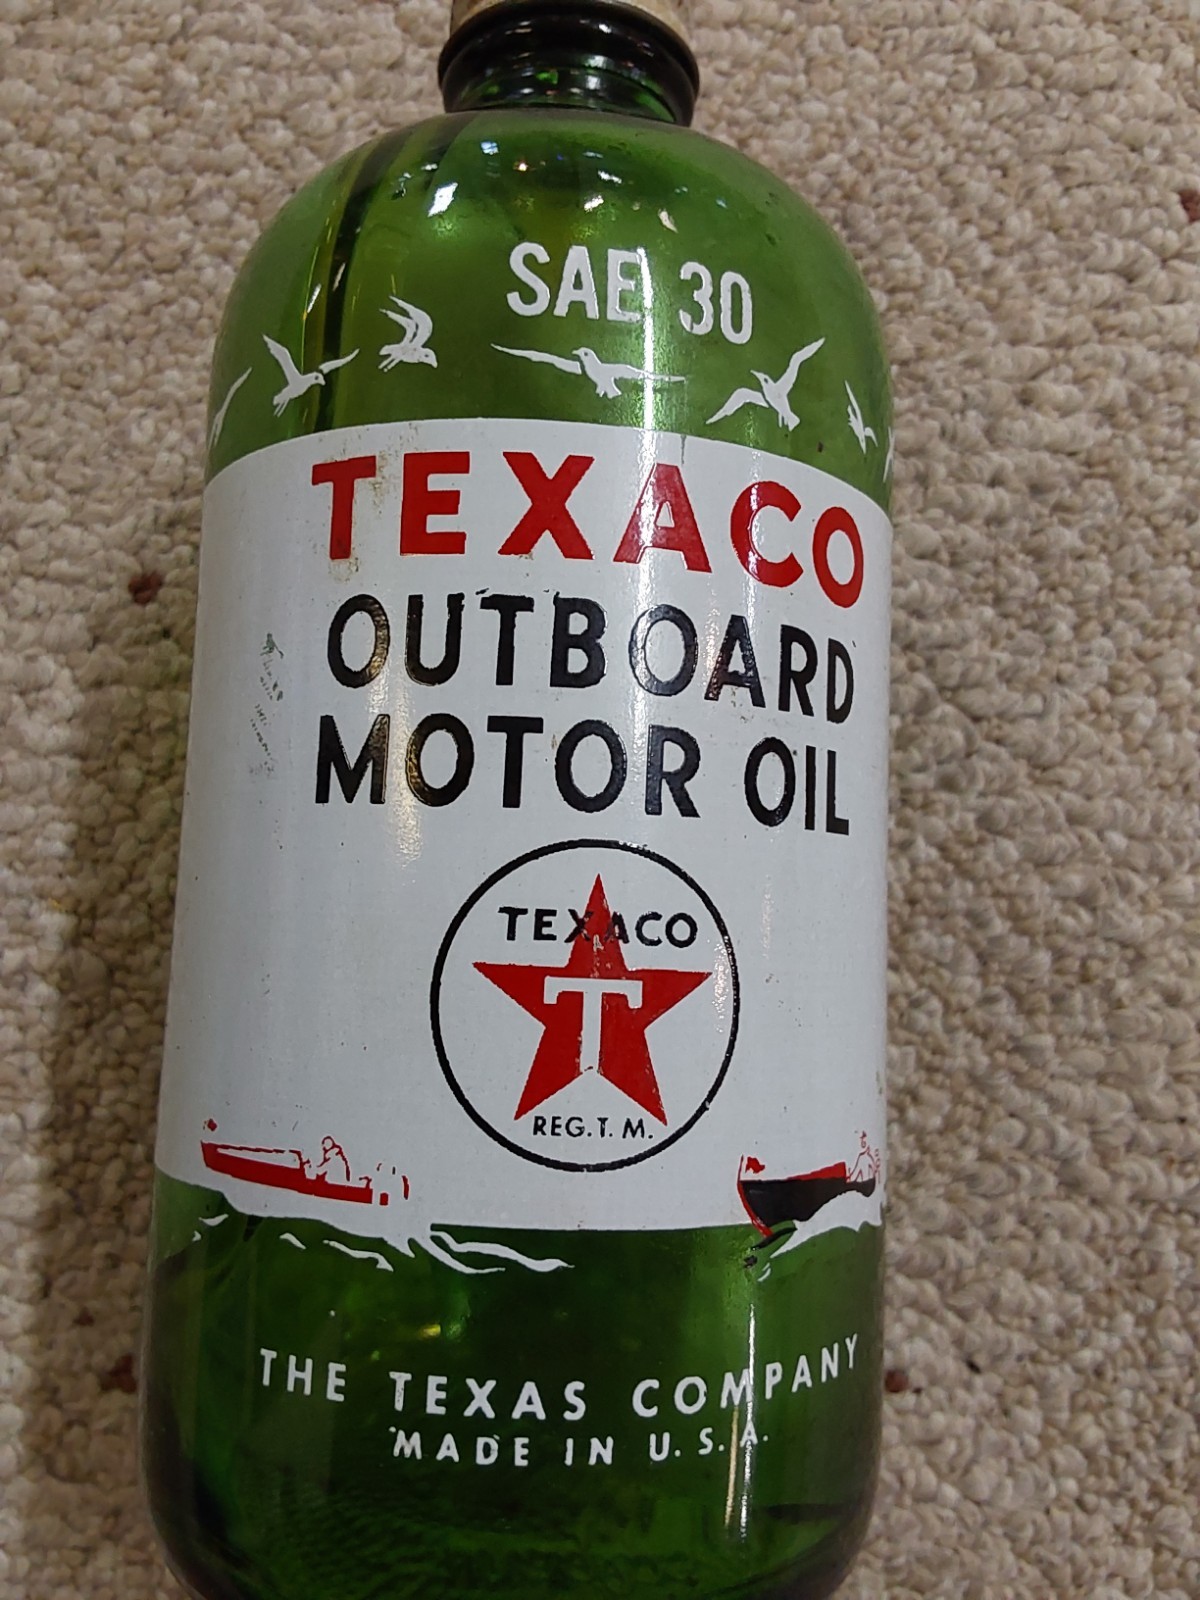 SAE 30
TEXACO
OUTBOARD
MOTOR OIL
TEXACO
T
REG. T. M.
THE TEXAS COMPANY
MADE IN U. S. A.